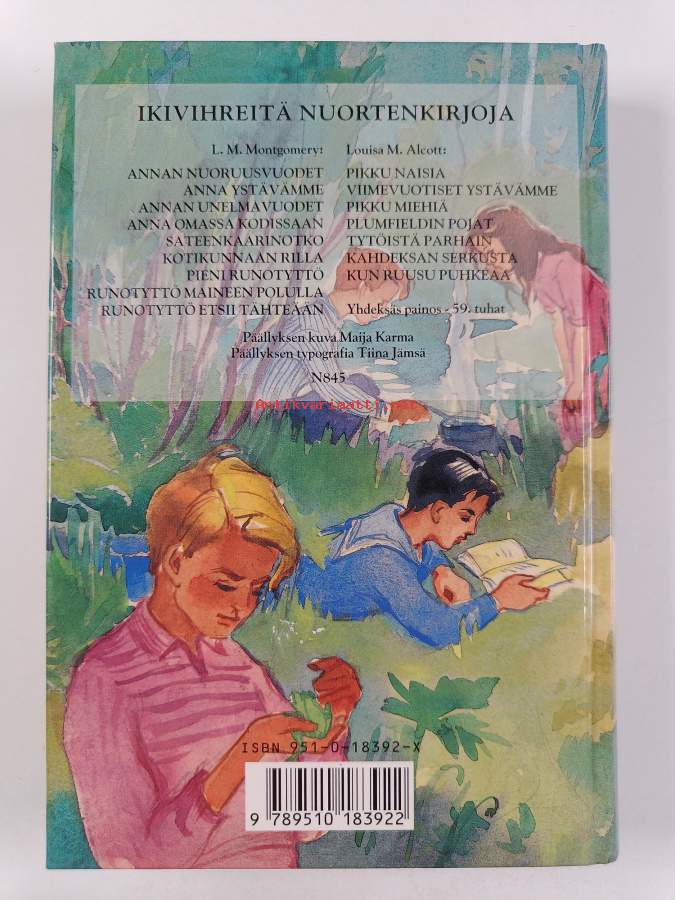 IKIVIHREITÄ NUORTENKIRJOJA
L. M. Montgomery:
ANNAN NUORUUSVUODET
ANNA YSTÄVÄMME
ANNAN UNELMAVUODET
ANNA OMASSA KODISSAAN
SATEENKAARINOTKO
KOTIKUNNAAN RILLA
PIENI RUNOTYTTÖ
RUNOTYTTÖ MAINEEN POLULLA
RUNOTYTTÖ ETSII TÄHTEÄÄN
Louisa M. Alcott:
PIKKU NAISIA
VIIMEVUOTISET YSTÄVÄMME
PIKKU MIEHIÄ
PLUMFIELDIN POJAT
TYTÖISTÄ PARHAIN
KAHDEKSAN SERKUSTA
KUN RUUSU PUHKEAA
Yhdeksäs painos - 59. tuhat
Päällyksen kuva Maija Karma
Päällyksen typografia Tiina Jämsä
N845
Antikvariaatti.net
ISBN 951-0-18392-X
9 789510 183922